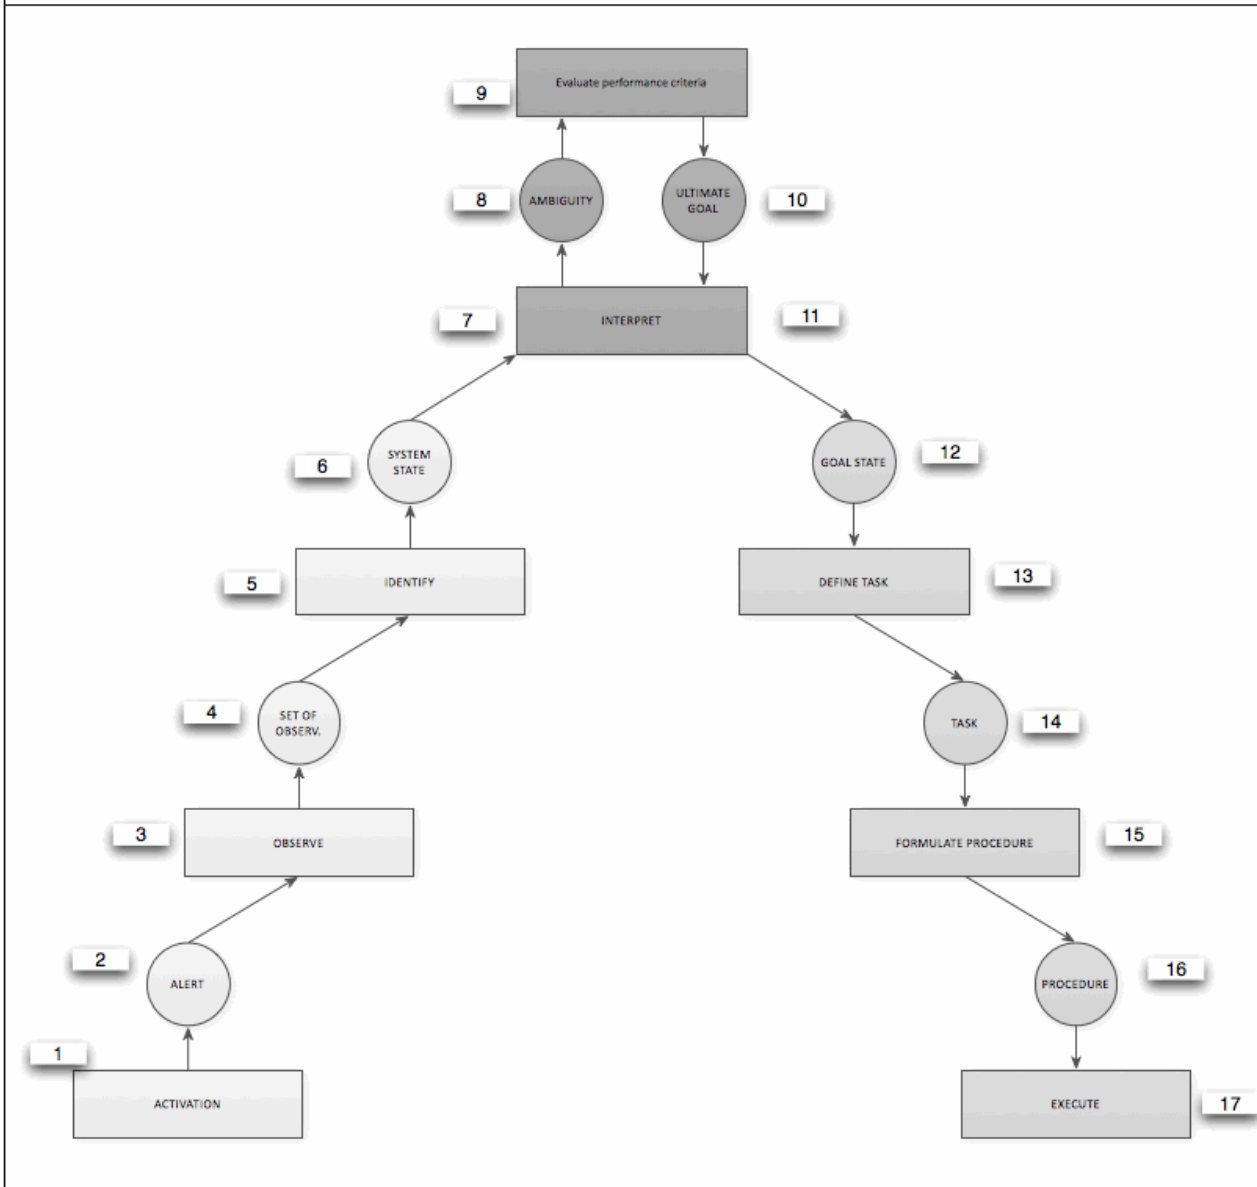 Evaluate performance criteria
9
8
AMBIGUITY
ULTIMATE
GOAL
10
7
INTERPRET
11
6
SYSTEM
STATE
GOAL STATE
12
5
IDENTIFY
DEFINE TASK
13
4
SET OF
OBSERV.
TASK
14
3
OBSERVE
FORMULATE PROCEDURE
15
2
ALERT
PROCEDURE
16
1
ACTIVATION
EXECUTE
17